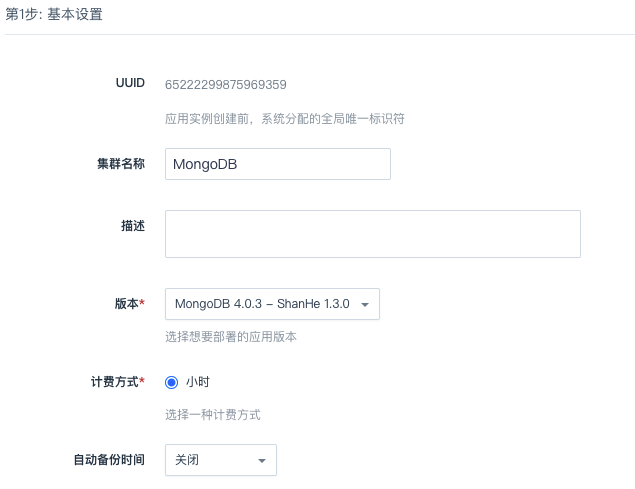 第1步: 基本设置
UUID 65222299875969359
应用实例创建前，系统分配的全局唯一标识符
集群名称 MongoDB
描述
版本* MongoDB 4.0.3 – ShanHe 1.3.0
选择想要部署的应用版本
计费方式* 小时
选择一种计费方式
自动备份时间 关闭